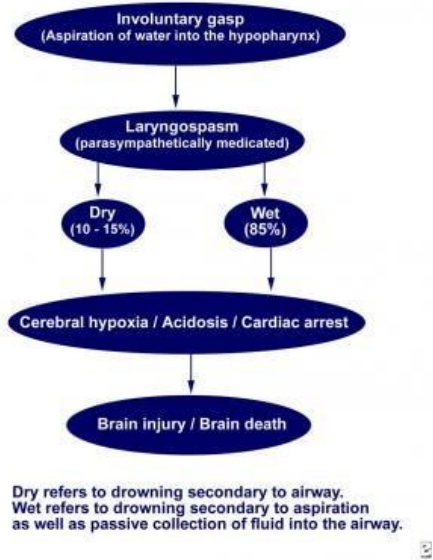 Involuntary gasp
(Aspiration of water into the hypopharynx)
Laryngospasm
(parasympathetically medicated)
Dry
(10 - 15%)
Wet
(85%)
Cerebral hypoxia / Acidosis / Cardiac arrest
Brain injury / Brain death
Dry refers to drowning secondary to airway.
Wet refers to drowning secondary to aspiration
as well as passive collection of fluid into the airway.